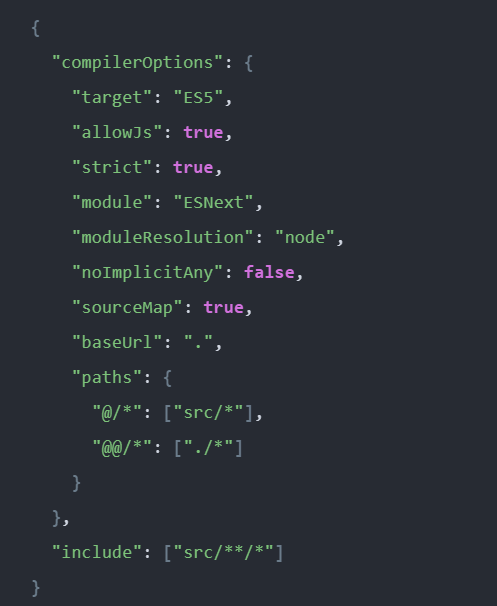 {
"compilerOptions": {
"target": "ES5",
"allowJs": true,
"strict": true,
"module": "ESNext",
"moduleResolution": "node",
"noImplicitAny": false,
"sourceMap": true,
"baseUrl": ".",
"paths": {
"@/*": ["src/*"],
"@@/*": ["./*"]
}
},
"include": ["src/**/*"]
}